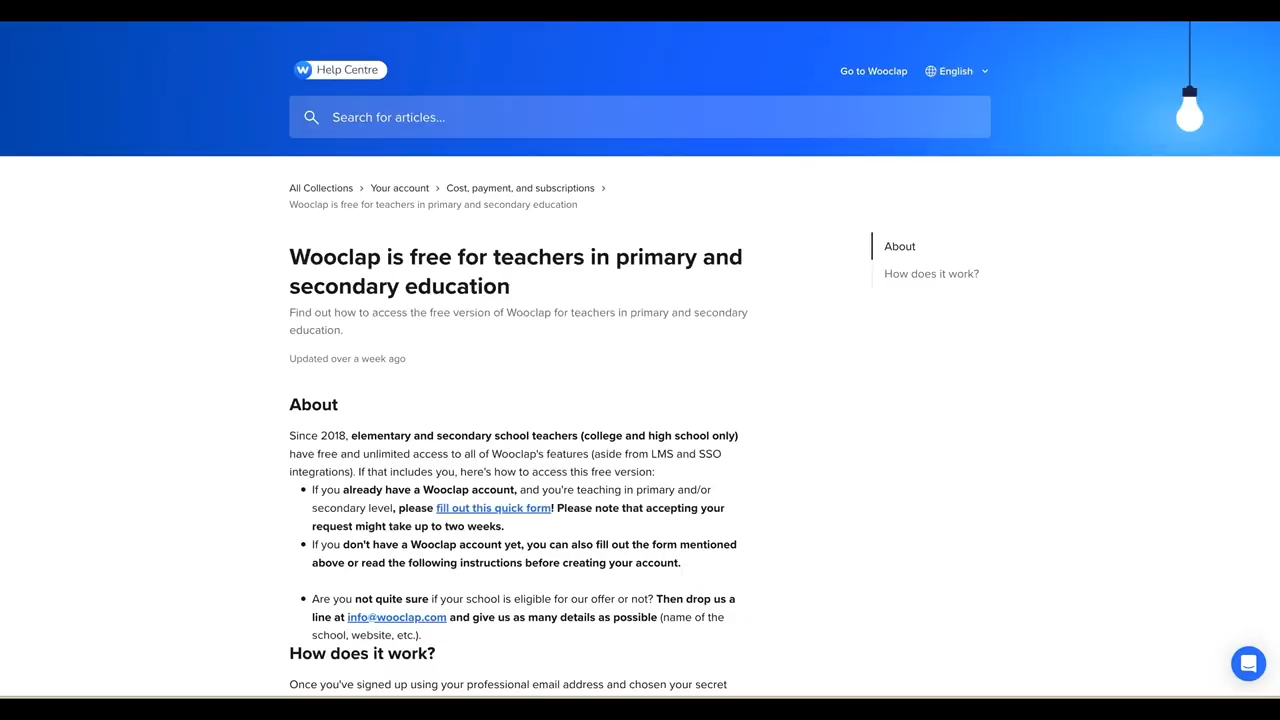 W Help Centre
Go to Wooclap
English
Search for articles...
All Collections > Your account > Cost, payment, and subscriptions >
Wooclap is free for teachers in primary and secondary education
Wooclap is free for teachers in primary and
secondary education
Find out how to access the free version of Wooclap for teachers in primary and secondary
education.
Updated over a week ago
About
How does it work?
About
Since 2018, elementary and secondary school teachers (college and high school only)
have free and unlimited access to all of Wooclap's features (aside from LMS and SSO
integrations). If that includes you, here's how to access this free version:
• If you already have a Wooclap account, and you're teaching in primary and/or
secondary level, please fill out this quick form! Please note that accepting your
request might take up to two weeks.
• If you don't have a Wooclap account yet, you can also fill out the form mentioned
above or read the following instructions before creating your account.
• Are you not quite sure if your school is eligible for our offer or not? Then drop us a
line at info@wooclap.com and give us as many details as possible (name of the
school, website, etc.).
How does it work?
Once you've signed up using your professional email address and chosen your secret